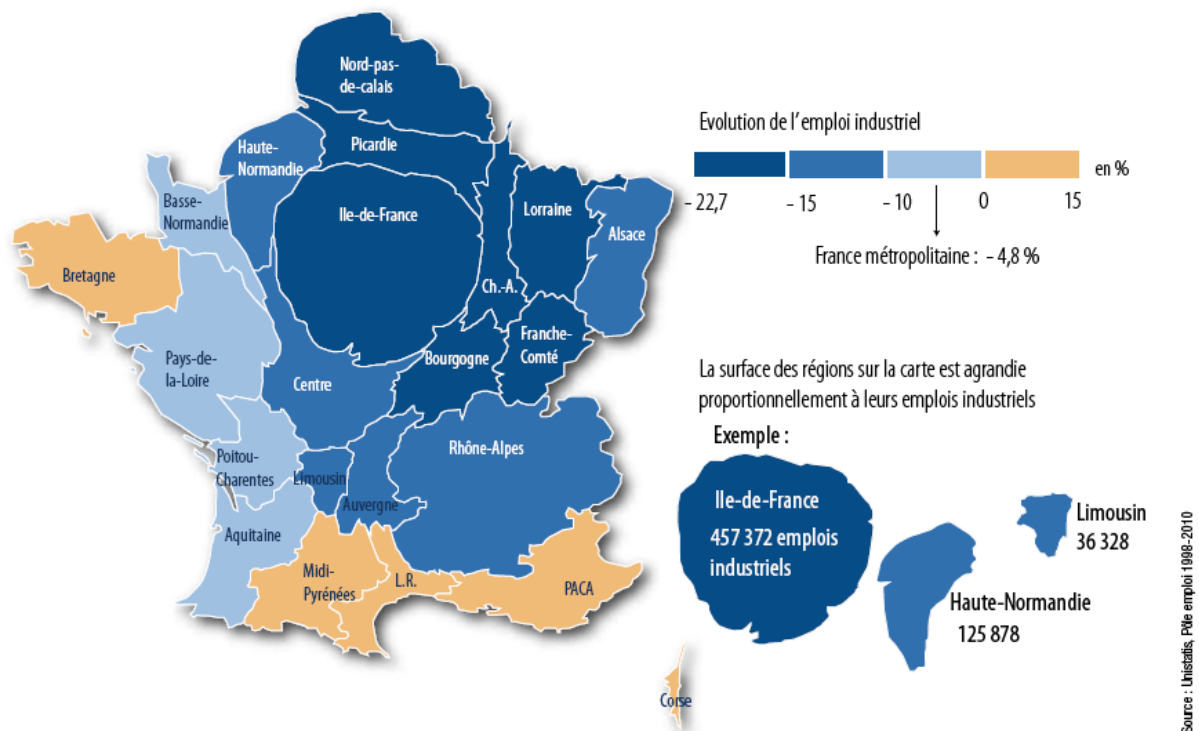 Nord-pas-
de-calais
Picardie
Haute-
Normandie
Ile-de-France
Lorraine
Alsace
Basse-
Normandie
Bretagne
Ch.-A.
Franche-
Comté
Bourgogne
Pays-de-
la-Loire
Centre
Rhône-Alpes
Poitou-
Charentes
Limousin
Auvergne
Aquitaine
Midi-
Pyrénées
L.R.
PACA
Corse
Evolution de l'emploi industriel
en %
- 22,7 - 15 - 10 0 15
France métropolitaine : - 4,8 %
La surface des régions sur la carte est agrandie
proportionnellement à leurs emplois industriels
Exemple :
Ile-de-France
457 372 emplois
industriels
Limousin
36 328
Haute-Normandie
125 878
Source : Unistatis, Pôle emploi 1998-2010